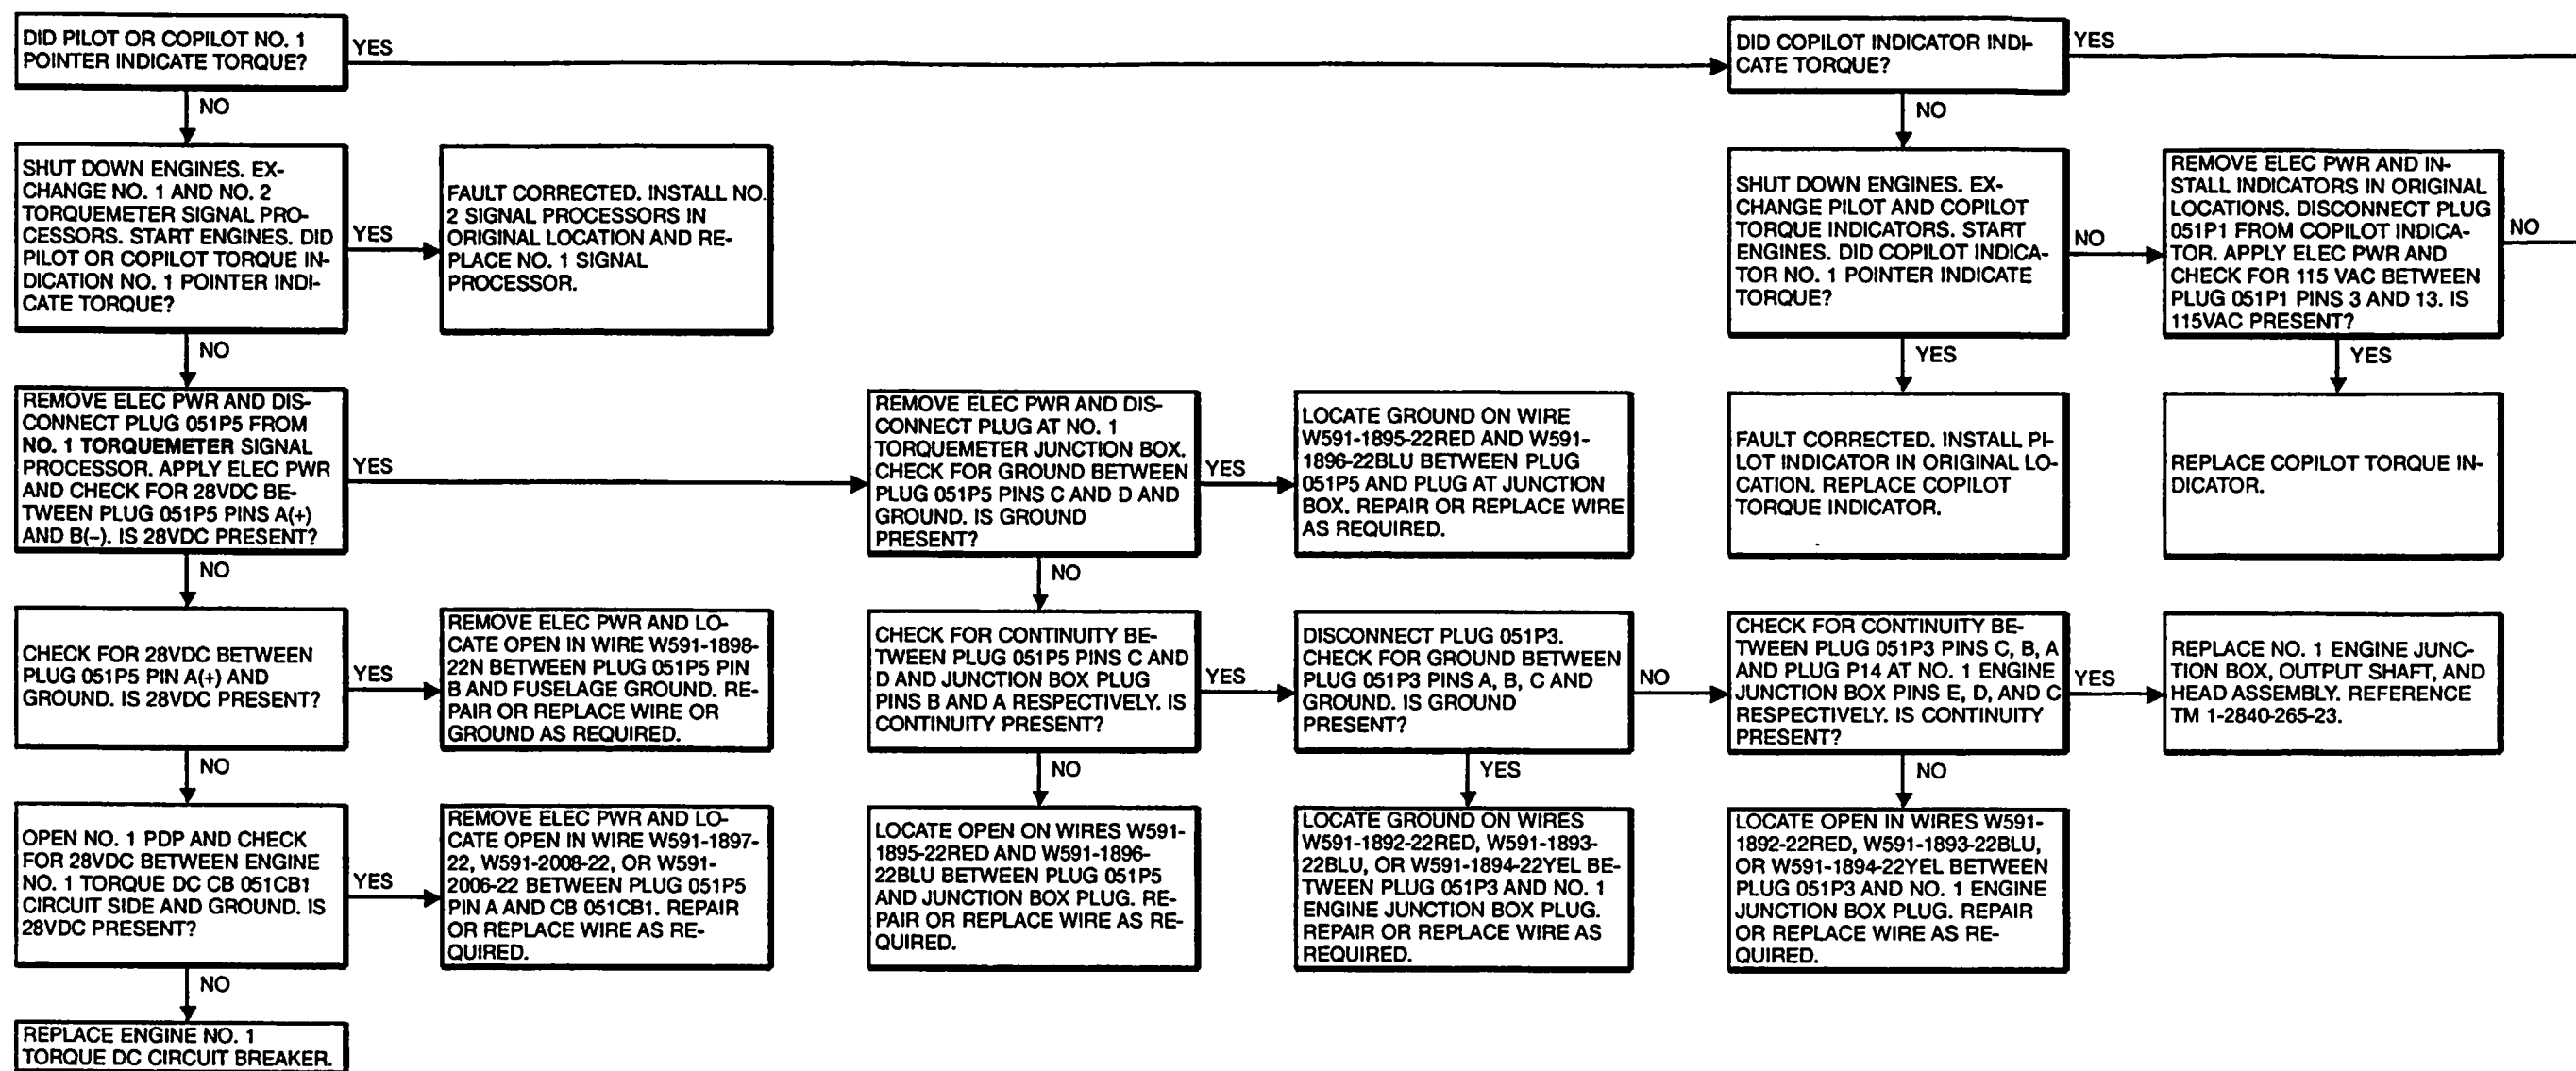 DID PILOT OR COPILOT NO. 1
POINTER INDICATE TORQUE?
YES
NO
DID COPILOT INDICATOR INDI-
CATE TORQUE?
YES
NO
SHUT DOWN ENGINES. EX-
CHANGE NO. 1 AND NO. 2
TORQUEMETER SIGNAL PRO-
CESSORS. START ENGINES. DID
PILOT OR COPILOT TORQUE IN-
DICATION NO. 1 POINTER INDI-
CATE TORQUE?
YES
NO
FAULT CORRECTED. INSTALL NO.
2 SIGNAL PROCESSORS IN
ORIGINAL LOCATION AND RE-
PLACE NO. 1 SIGNAL
PROCESSOR.
SHUT DOWN ENGINES. EX-
CHANGE PILOT AND COPILOT
TORQUE INDICATORS. START
ENGINES. DID COPILOT INDICA-
TOR NO. 1 POINTER INDICATE
TORQUE?
NO
YES
REMOVE ELEC PWR AND IN-
STALL INDICATORS IN ORIGINAL
LOCATIONS. DISCONNECT PLUG
051P1 FROM COPILOT INDICA-
TOR. APPLY ELEC PWR AND
CHECK FOR 115 VAC BETWEEN
PLUG 051P1 PINS 3 AND 13. IS
115VAC PRESENT?
NO
YES
REMOVE ELEC PWR AND DIS-
CONNECT PLUG 051P5 FROM
NO. 1 TORQUEMETER SIGNAL
PROCESSOR. APPLY ELEC PWR
AND CHECK FOR 28VDC BE-
TWEEN PLUG 051P5 PINS A(+)
AND B(-). IS 28VDC PRESENT?
YES
NO
REMOVE ELEC PWR AND DIS-
CONNECT PLUG AT NO. 1
TORQUEMETER JUNCTION BOX.
CHECK FOR GROUND BETWEEN
PLUG 051P5 PINS C AND D AND
GROUND. IS GROUND
PRESENT?
YES
NO
LOCATE GROUND ON WIRE
W591-1895-22RED AND W591-
1896-22BLU BETWEEN PLUG
051P5 AND PLUG AT JUNCTION
BOX. REPAIR OR REPLACE WIRE
AS REQUIRED.
FAULT CORRECTED. INSTALL PI-
LOT INDICATOR IN ORIGINAL LO-
CATION. REPLACE COPILOT
TORQUE INDICATOR.
REPLACE COPILOT TORQUE IN-
DICATOR.
CHECK FOR 28VDC BETWEEN
PLUG 051P5 PIN A(+) AND
GROUND. IS 28VDC PRESENT?
YES
NO
REMOVE ELEC PWR AND LO-
CATE OPEN IN WIRE W591-1898-
22N BETWEEN PLUG 051P5 PIN
B AND FUSELAGE GROUND. RE-
PAIR OR REPLACE WIRE OR
GROUND AS REQUIRED.
CHECK FOR CONTINUITY BE-
TWEEN PLUG 051P5 PINS C AND
D AND JUNCTION BOX PLUG
PINS B AND A RESPECTIVELY. IS
CONTINUITY PRESENT?
YES
NO
DISCONNECT PLUG 051P3.
CHECK FOR GROUND BETWEEN
PLUG 051P3 PINS A, B, C AND
GROUND. IS GROUND
PRESENT?
NO
YES
CHECK FOR CONTINUITY BE-
TWEEN PLUG 051P3 PINS C, B, A
AND PLUG P14 AT NO. 1 ENGINE
JUNCTION BOX PINS E, D, AND C
RESPECTIVELY. IS CONTINUITY
PRESENT?
YES
NO
REPLACE NO. 1 ENGINE JUNC-
TION BOX, OUTPUT SHAFT, AND
HEAD ASSEMBLY. REFERENCE
TM 1-2840-265-23.
OPEN NO. 1 PDP AND CHECK
FOR 28VDC BETWEEN ENGINE
NO. 1 TORQUE DC CB 051CB1
CIRCUIT SIDE AND GROUND. IS
28VDC PRESENT?
YES
NO
REMOVE ELEC PWR AND LO-
CATE OPEN IN WIRE W591-1897-
22, W591-2008-22, OR W591-
2006-22 BETWEEN PLUG 051P5
PIN A AND CB 051CB1. REPAIR
OR REPLACE WIRE AS RE-
QUIRED.
LOCATE OPEN ON WIRES W591-
1895-22RED AND W591-1896-
22BLU BETWEEN PLUG 051P5
AND JUNCTION BOX PLUG. RE-
PAIR OR REPLACE WIRE AS RE-
QUIRED.
LOCATE GROUND ON WIRES
W591-1892-22RED, W591-1893-
22BLU, OR W591-1894-22YEL BE-
TWEEN PLUG 051P3 AND NO. 1
ENGINE JUNCTION BOX PLUG.
REPAIR OR REPLACE WIRE AS
REQUIRED.
LOCATE OPEN IN WIRES W591-
1892-22RED, W591-1893-22BLU,
OR W591-1894-22YEL BETWEEN
PLUG 051P3 AND NO. 1 ENGINE
JUNCTION BOX PLUG. REPAIR
OR REPLACE WIRE AS RE-
QUIRED.
REPLACE ENGINE NO. 1
TORQUE DC CIRCUIT BREAKER.